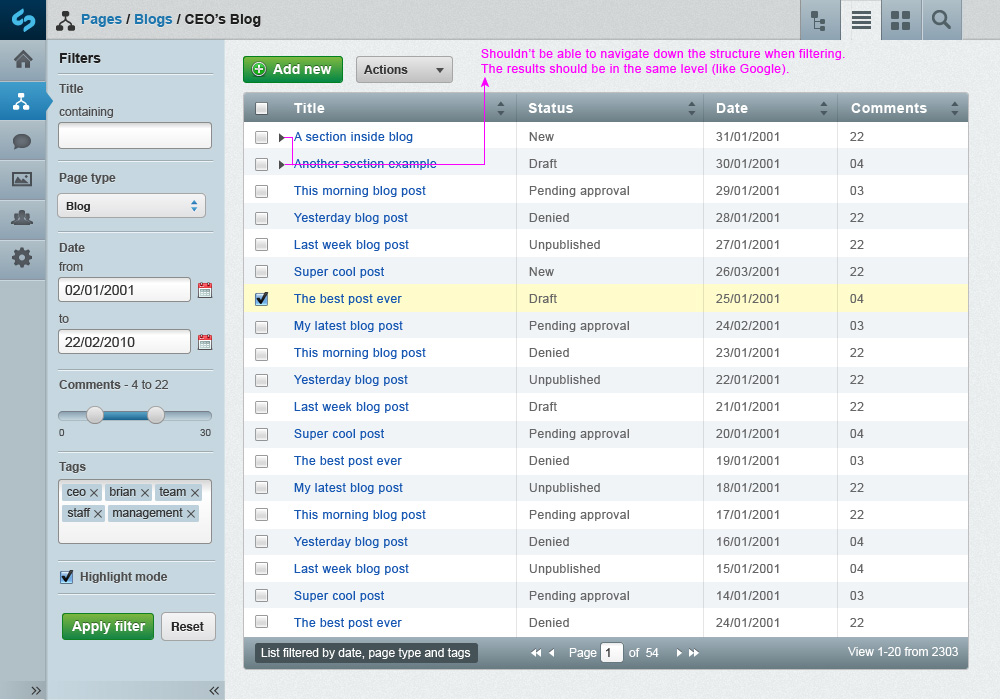 Pages / Blogs / CEO's Blog
Filters
Title
containing
Page type
Blog
Date
from
02/01/2001
to
22/02/2010
Comments - 4 to 22
0 30
Tags
ceo × brian × team ×
staff × management ×
Highlight mode
Apply filter Reset
» «
Shouldn't be able to navigate down the structure when filtering.
The results should be in the same level (like Google).
Add new Actions
Title Status Date Comments
A section inside blog New 31/01/2001 22
Another section example Draft 30/01/2001 04
This morning blog post Pending approval 29/01/2001 03
Yesterday blog post Denied 28/01/2001 22
Last week blog post Unpublished 27/01/2001 22
Super cool post New 26/03/2001 22
The best post ever Draft 25/01/2001 04
My latest blog post Pending approval 24/02/2001 03
This morning blog post Denied 23/01/2001 22
Yesterday blog post Unpublished 22/01/2001 22
Last week blog post Draft 21/01/2001 22
Super cool post Pending approval 20/01/2001 04
The best post ever Denied 19/01/2001 03
My latest blog post Unpublished 18/01/2001 22
This morning blog post Pending approval 17/01/2001 22
Yesterday blog post Denied 16/01/2001 04
Last week blog post Unpublished 15/01/2001 04
Super cool post Pending approval 14/01/2001 03
The best post ever Denied 24/01/2001 22
List filtered by date, page type and tags Page 1 of 54 View 1-20 from 2303